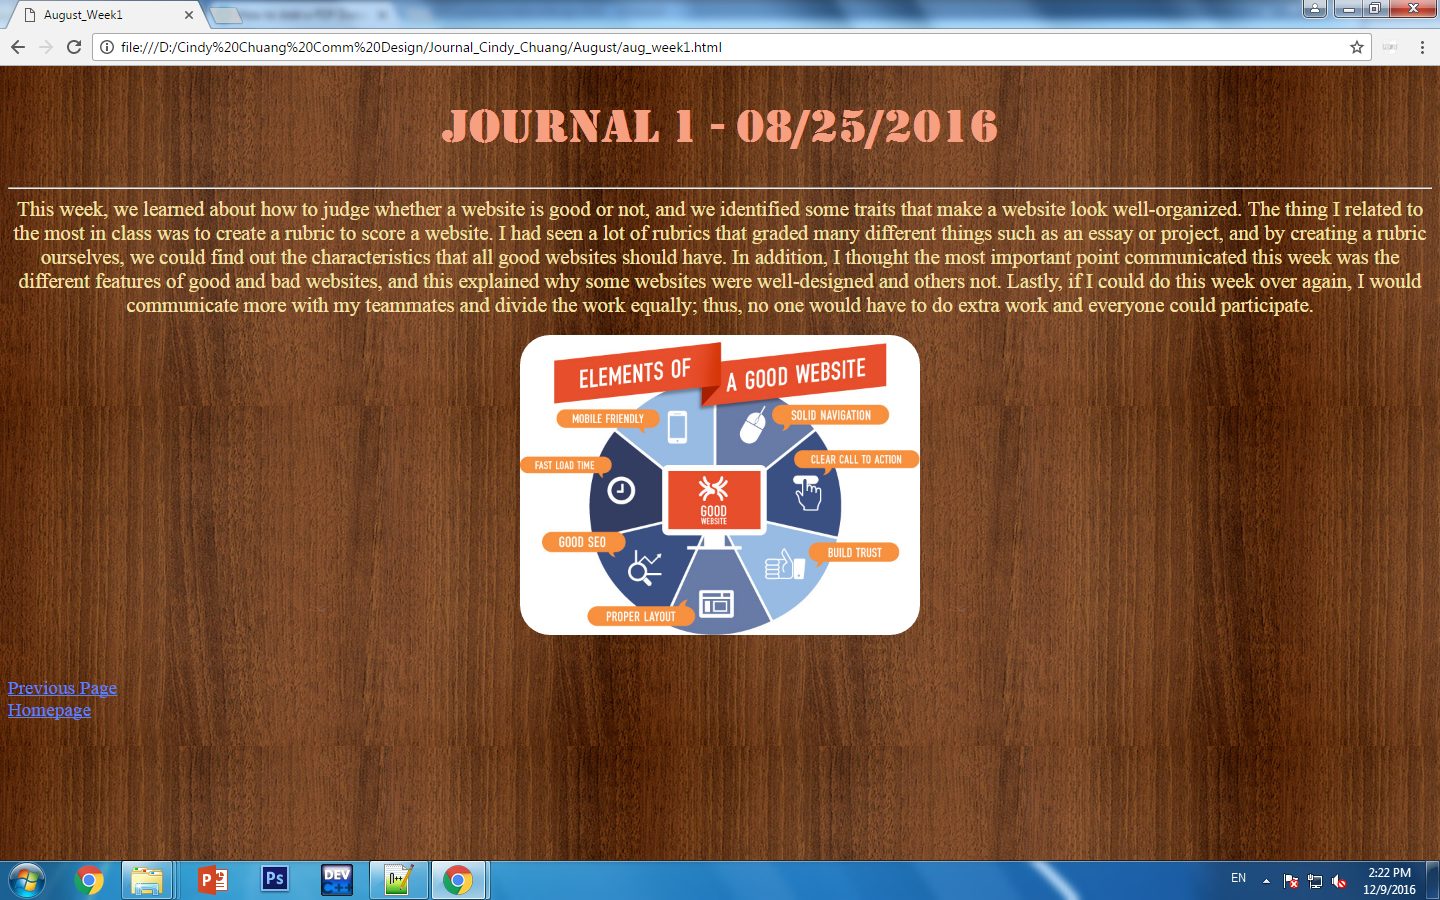 August_Week1
file:///D:/Cindy%20Chuang%20Comm%20Design/Journal_Cindy_Chuang/August/aug_week1.html
JOURNAL 1 - 08/25/2016
This week, we learned about how to judge whether a website is good or not, and we identified some traits that make a website look well-organized. The thing I related to
the most in class was to create a rubric to score a website. I had seen a lot of rubrics that graded many different things such as an essay or project, and by creating a rubric
ourselves, we could find out the characteristics that all good websites should have. In addition, I thought the most important point communicated this week was the
different features of good and bad websites, and this explained why some websites were well-designed and others not. Lastly, if I could do this week over again, I would
communicate more with my teammates and divide the work equally; thus, no one would have to do extra work and everyone could participate.
ELEMENTS OF A GOOD WEBSITE
MOBILE FRIENDLY
SOLID NAVIGATION
FAST LOAD TIME
CLEAR CALL TO ACTION
GOOD
WEBSITE
GOOD SEO
BUILD TRUST
PROPER LAYOUT
Previous Page
Homepage
P
Ps
DEV
C++
n++
EN
2:22 PM
12/9/2016